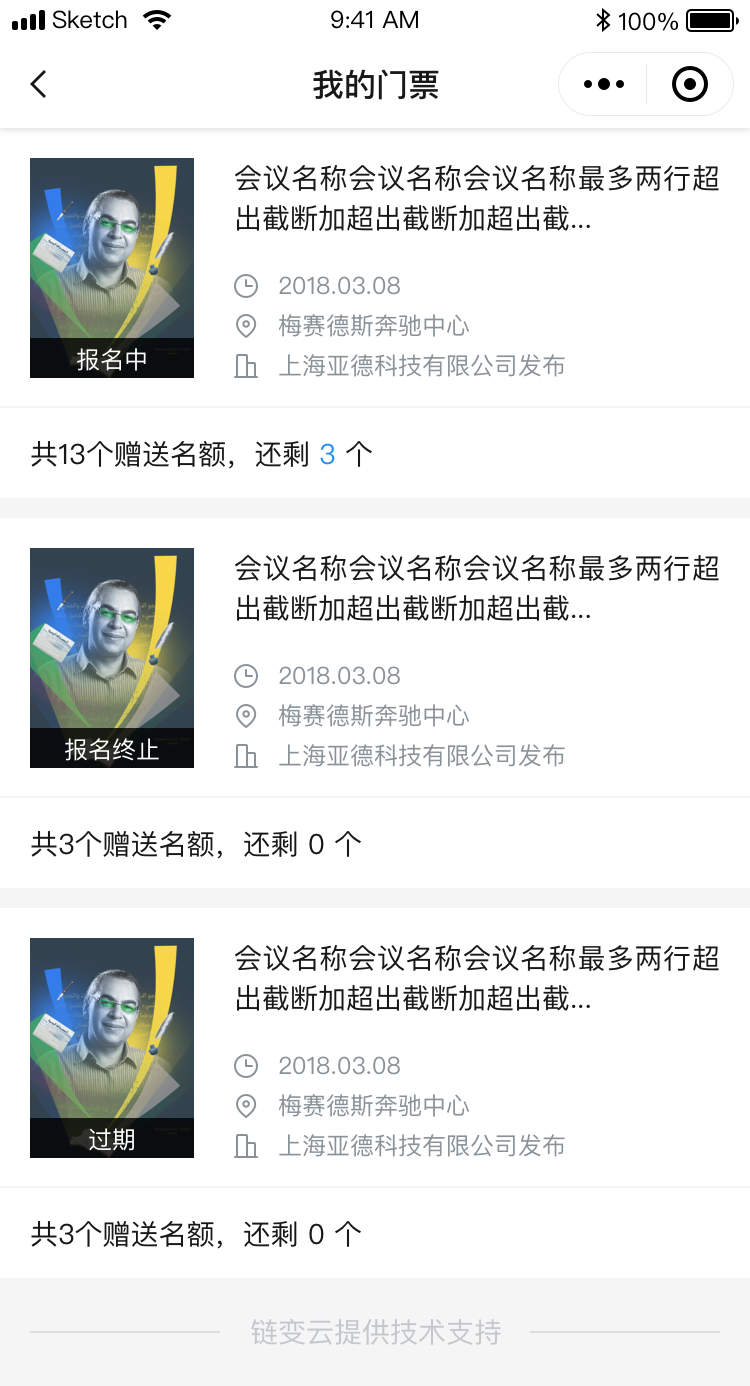 Sketch 9:41 AM 100%
我的门票
会议名称会议名称会议名称最多两行超
出截断加超出截断加超出截...
2018.03.08
梅赛德斯奔驰中心
上海亚德科技有限公司发布
报名中
共13个赠送名额，还剩 3 个
会议名称会议名称会议名称最多两行超
出截断加超出截断加超出截...
2018.03.08
梅赛德斯奔驰中心
上海亚德科技有限公司发布
报名终止
共3个赠送名额，还剩 0 个
会议名称会议名称会议名称最多两行超
出截断加超出截断加超出截...
2018.03.08
梅赛德斯奔驰中心
上海亚德科技有限公司发布
过期
共3个赠送名额，还剩 0 个
链变云提供技术支持